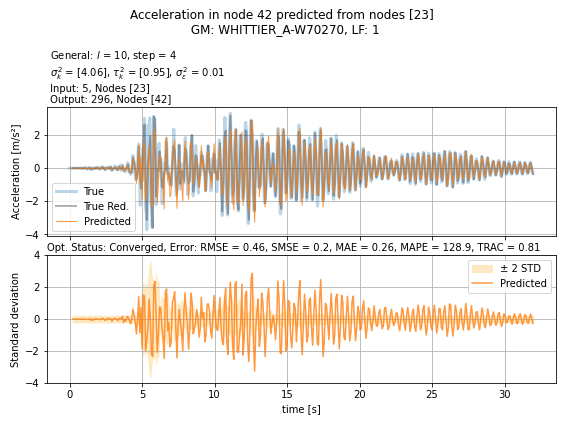 Acceleration in node 42 predicted from nodes [23]
GM: WHITTIER_A-W70270, LF: 1
General: l = 10, step = 4
σ²ₖ = [4.06], τ²ₖ = [0.95], σ²ε = 0.01
Input: 5, Nodes [23]
Output: 296, Nodes [42]
Acceleration [m/s²]
2
0
−2
−4
True
True Red.
Predicted
Opt. Status: Converged, Error: RMSE = 0.46, SMSE = 0.2, MAE = 0.26, MAPE = 128.9, TRAC = 0.81
Standard deviation
4
2
0
−2
−4
± 2 STD
Predicted
0 5 10 15 20 25 30
time [s]